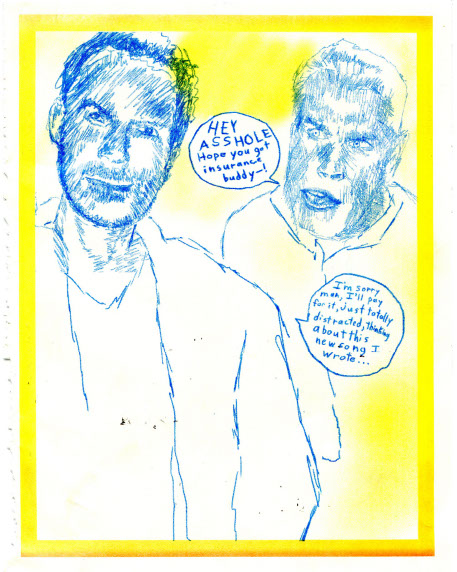 HEY
ASSHOLE
Hope you got
insurance
buddy—!
I'm sorry
man, I'll pay
for it, just totally
distracted, thinking
about this
new song I
wrote...